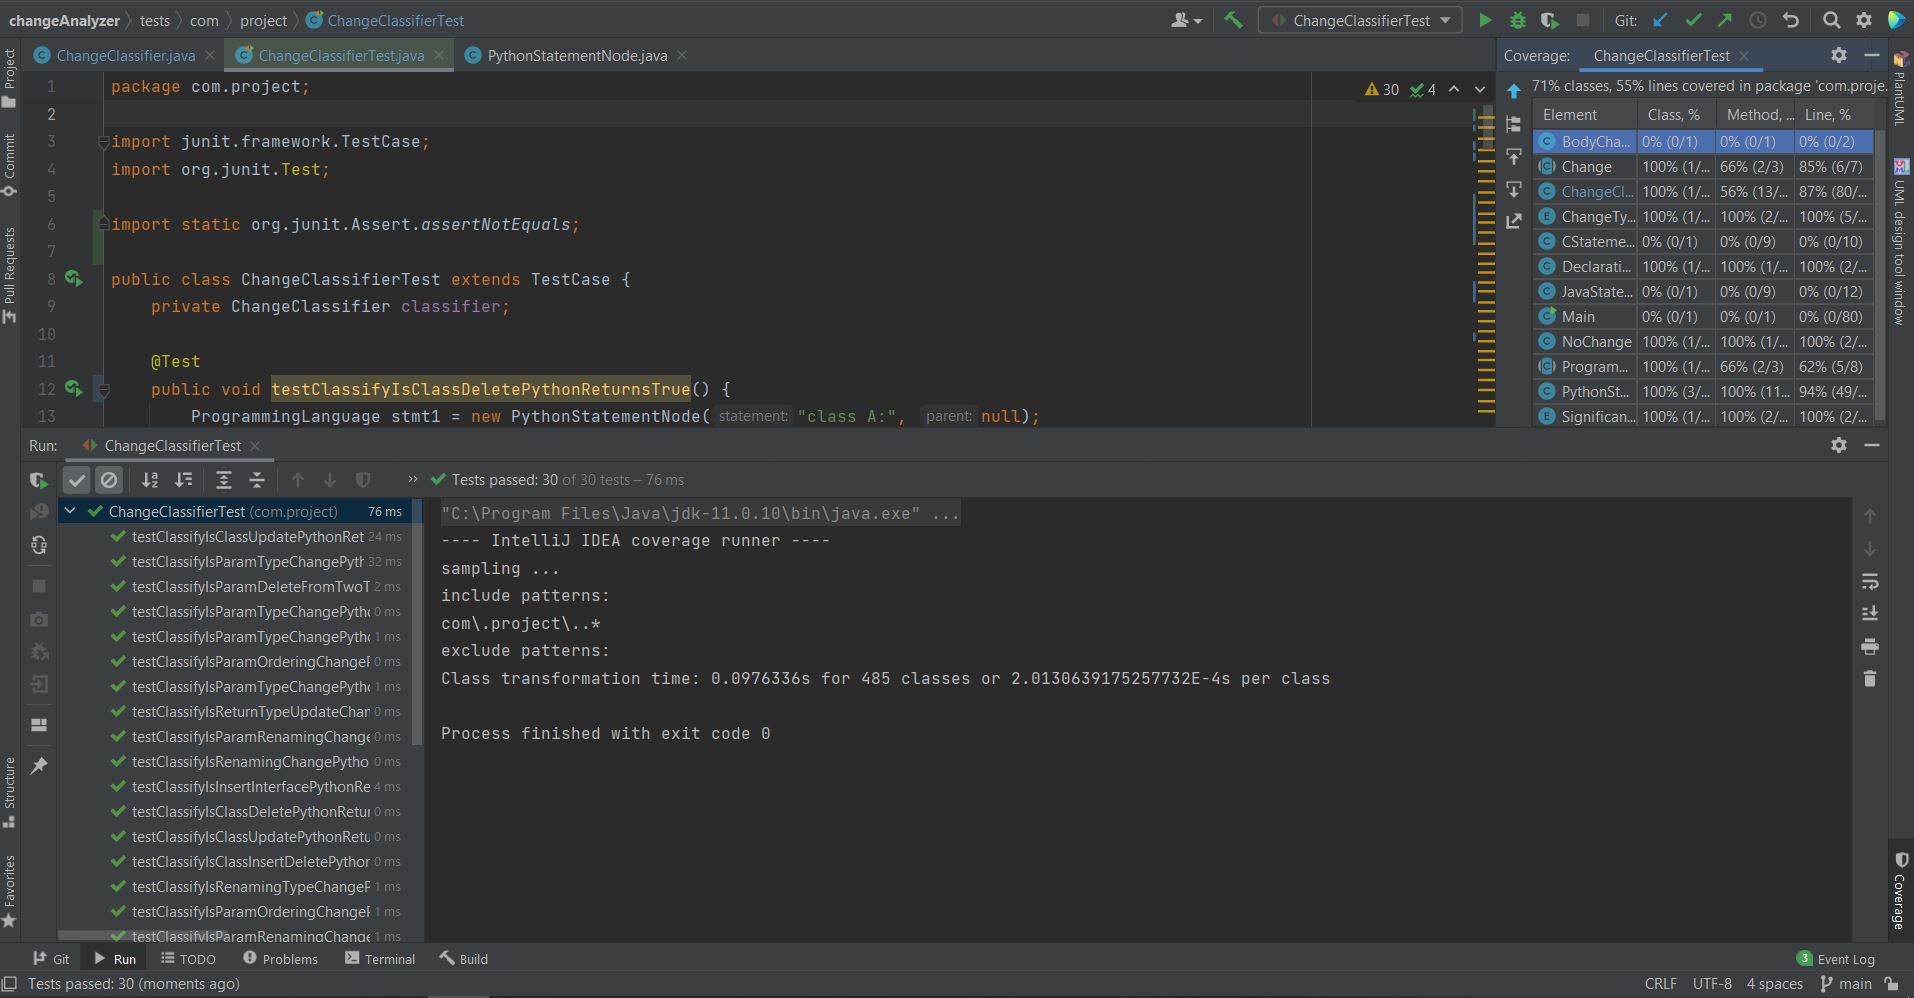 changeAnalyzer tests com project ChangeClassifierTest
ChangeClassifierTest Git:
ChangeClassifier.java ChangeClassifierTest.java PythonStatementNode.java
1 package com.project;
2
3 import junit.framework.TestCase;
4 import org.junit.Test;
5
6 import static org.junit.Assert.assertNotEquals;
7
8 public class ChangeClassifierTest extends TestCase {
9 private ChangeClassifier classifier;
10
11 @Test
12 public void testClassifyIsClassDeletePythonReturnsTrue() {
13 ProgrammingLanguage stmt1 = new PythonStatementNode( statement: "class A:", parent: null);
30 4
Coverage: ChangeClassifierTest
71% classes, 55% lines covered in package 'com.proje.
Element Class, % Method, ... Line, %
BodyCha... 0% (0/1) 0% (0/1) 0% (0/2)
Change 100% (1/... 66% (2/3) 85% (6/7)
ChangeCl... 100% (1/... 56% (13/... 87% (80/...
ChangeTy... 100% (1/... 100% (2/... 100% (5/...
CStateme... 0% (0/1) 0% (0/9) 0% (0/10)
Declarati... 100% (1/... 100% (1/... 100% (2/...
JavaState... 0% (0/1) 0% (0/9) 0% (0/12)
Main 0% (0/1) 0% (0/1) 0% (0/80)
NoChange 100% (1/... 100% (1/... 100% (2/...
Program... 100% (1/... 66% (2/3) 62% (5/8)
PythonSt... 100% (3/... 100% (11... 94% (49/...
Significan... 100% (1/... 100% (2/... 100% (2/...
Project
Commit
Pull Requests
Structure
Favorites
PlantUML
UML design tool window
Coverage
Run: ChangeClassifierTest
Tests passed: 30 of 30 tests – 76 ms
ChangeClassifierTest (com.project) 76 ms
testClassifyIsClassUpdatePythonRet 24 ms
testClassifyIsParamTypeChangePyth 32 ms
testClassifyIsParamDeleteFromTwoT 2 ms
testClassifyIsParamTypeChangePytho 0 ms
testClassifyIsParamTypeChangePytho 1 ms
testClassifyIsParamOrderingChangeP 0 ms
testClassifyIsParamTypeChangePytho 1 ms
testClassifyIsReturnTypeUpdateChan 0 ms
testClassifyIsParamRenamingChange 0 ms
testClassifyIsRenamingChangePytho 0 ms
testClassifyIsInsertInterfacePythonRe 4 ms
testClassifyIsClassDeletePythonRetur 0 ms
testClassifyIsClassUpdatePythonRetu 0 ms
testClassifyIsClassInsertDeletePython 0 ms
testClassifyIsRenamingTypeChangeP 1 ms
testClassifyIsParamOrderingChangeP 1 ms
testClassifyIsParamRenamingChange 1 ms
"C:\Program Files\Java\jdk-11.0.10\bin\java.exe" ...
---- IntelliJ IDEA coverage runner ----
sampling ...
include patterns:
com\.project\..*
exclude patterns:
Class transformation time: 0.0976336s for 485 classes or 2.0130639175257732E-4s per class
Process finished with exit code 0
Git Run TODO Problems Terminal Build 3 Event Log
Tests passed: 30 (moments ago) CRLF UTF-8 4 spaces main